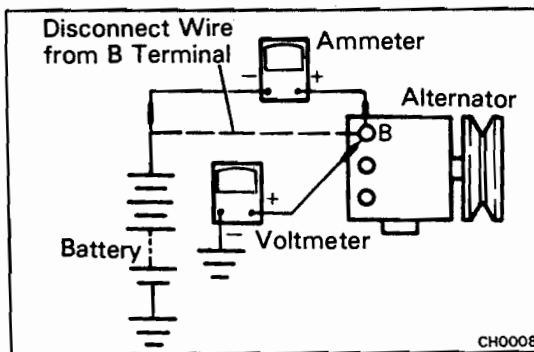 Disconnect Wire
from B Terminal
Ammeter
− +
Alternator
B
+
−
Voltmeter
Battery
CH0008